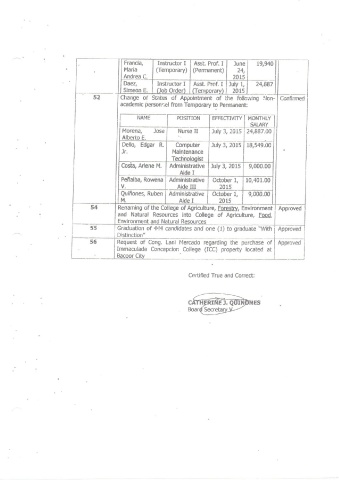 Francia, Maria Andrea C. Instructor I (Temporary) Asst. Prof. I (Permanent) June 24, 2015 19,940
Daez, Simeon E. Instructor I (Job Order) Asst. Prof. I (Temporary) July 1, 2015 24,887
52 Change of Status of Appointment of the following Non- Confirmed
academic personnel from Temporary to Permanent:
NAME POSITION EFFECTIVITY MONTHLY SALARY
Moreno, Jose Alberto E. Nurse II July 3, 2015 24,887.00
Dello, Edgar R. Jr. Computer Maintenance Technologist July 3, 2015 18,549.00
Costa, Arlene M. Administrative Aide I July 3, 2015 9,000.00
Peñalba, Rowena V. Administrative Aide III October 1, 2015 10,401.00
Quiñones, Ruben M. Administrative Aide I October 1, 2015 9,000.00
54 Renaming of the College of Agriculture, Forestry, Environment Approved
and Natural Resources into College of Agriculture, Food,
Environment and Natural Resources
55 Graduation of 444 candidates and one (1) to graduate "With Approved
Distinction"
56 Request of Cong. Lani Mercado regarding the purchase of Approved
Immaculate Concepcion College (ICC) property located at
Bacoor City
Certified True and Correct:
CATHERINE J. QUIÑONES
Board Secretary V